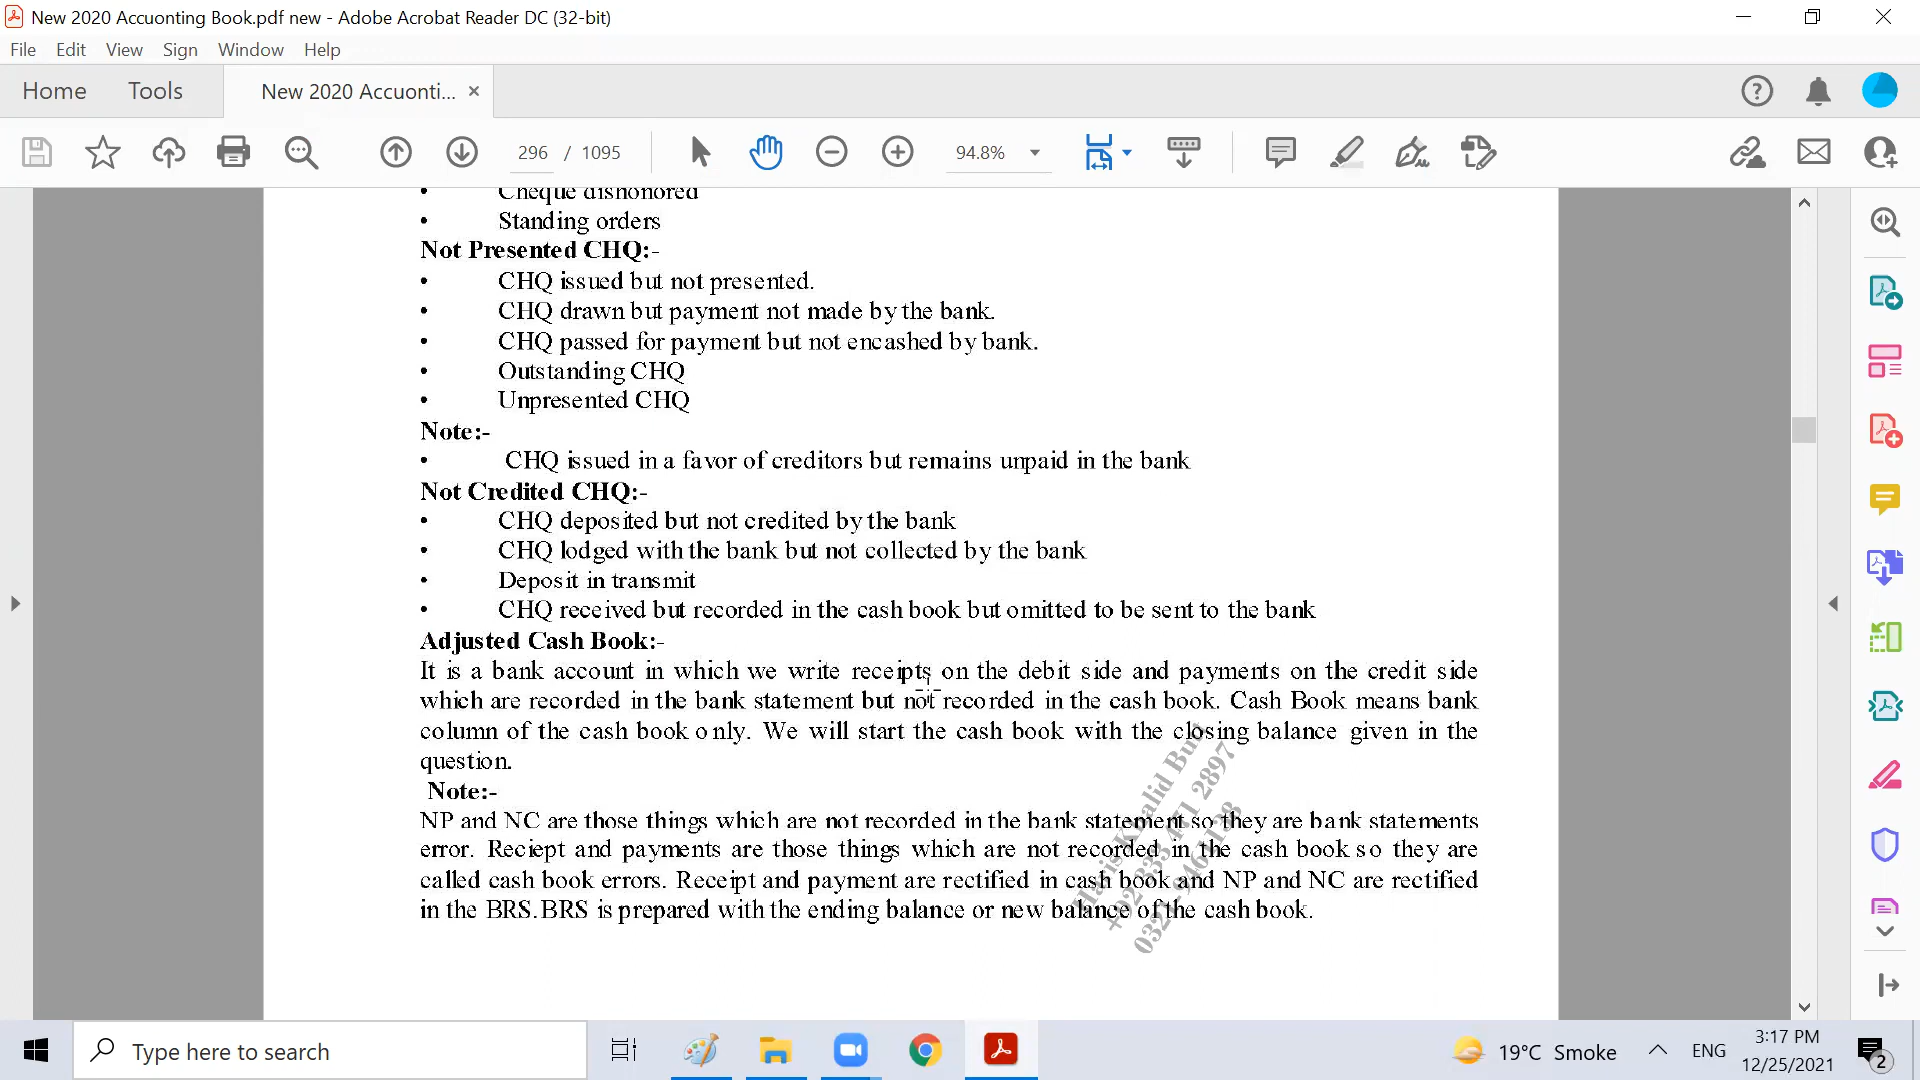 New 2020 Accuonting Book.pdf new - Adobe Acrobat Reader DC (32-bit)
File Edit View Sign Window Help
Home Tools New 2020 Accuonti... ×
296 / 1095 94.8%
Cheque dishonored
• Standing orders
Not Presented CHQ:-
• CHQ issued but not presented.
• CHQ drawn but payment not made by the bank.
• CHQ passed for payment but not encashed by bank.
• Outstanding CHQ
• Unpresented CHQ
Note:-
• CHQ issued in a favor of creditors but remains unpaid in the bank
Not Credited CHQ:-
• CHQ deposited but not credited by the bank
• CHQ lodged with the bank but not collected by the bank
• Deposit in transmit
• CHQ received but recorded in the cash book but omitted to be sent to the bank
Adjusted Cash Book:-
It is a bank account in which we write receipts on the debit side and payments on the credit side
which are recorded in the bank statement but not recorded in the cash book. Cash Book means bank
column of the cash book only. We will start the cash book with the closing balance given in the
question.
Note:-
NP and NC are those things which are not recorded in the bank statement so they are bank statements
error. Reciept and payments are those things which are not recorded in the cash book so they are
called cash book errors. Receipt and payment are rectified in cash book and NP and NC are rectified
in the BRS.BRS is prepared with the ending balance or new balance of the cash book.
Type here to search
19°C Smoke ENG
3:17 PM
12/25/2021
2